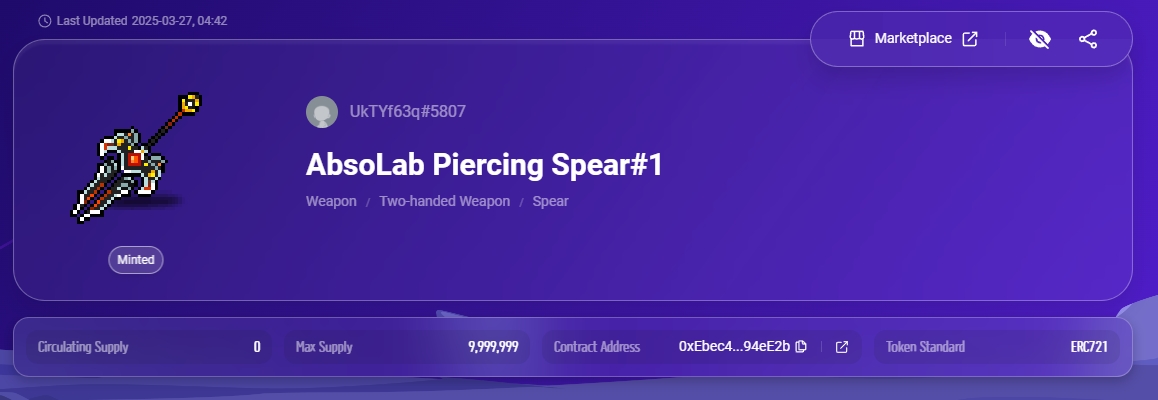 Last Updated 2025-03-27, 04:42
Marketplace
UkTYf63q#5807
AbsoLab Piercing Spear#1
Weapon / Two-handed Weapon / Spear
Minted
Circulating Supply 0 Max Supply 9,999,999 Contract Address 0xEbec4...94eE2b Token Standard ERC721